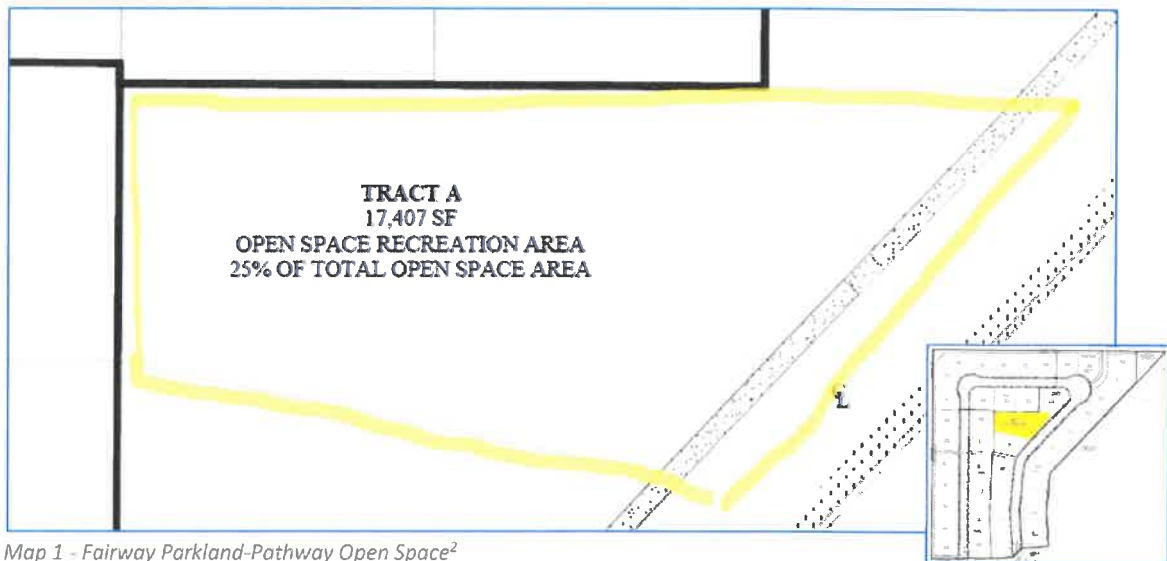 TRACT A
17,407 SF
OPEN SPACE RECREATION AREA
25% OF TOTAL OPEN SPACE AREA
Map 1 - Fairway Parkland-Pathway Open Space²